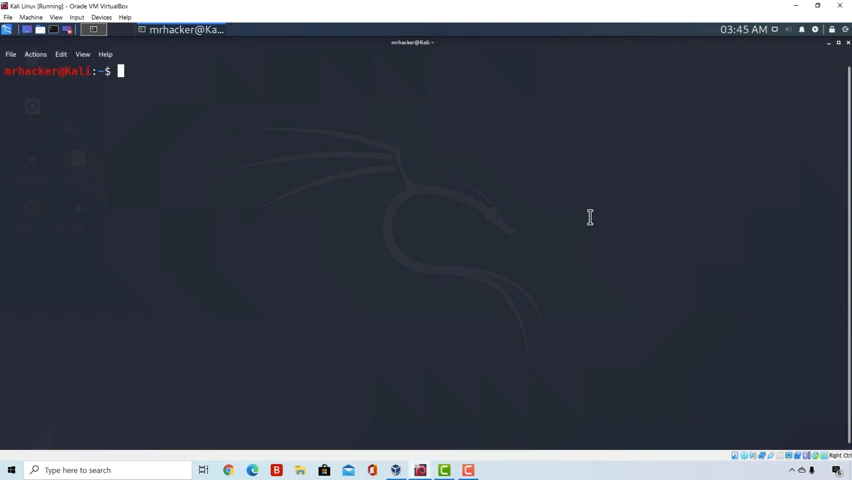 Kali Linux [Running] - Oracle VM VirtualBox
File Machine View Input Devices Help
mrhacker@Ka... 03:45 AM
mrhacker@Kali: ~
File Actions Edit View Help
mrhacker@Kali:~$
Right Ctrl
Type here to search